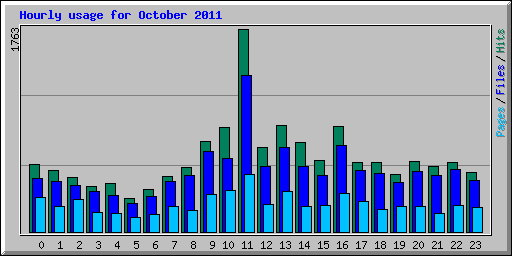 Hourly usage for October 2011
1763
Pages / Files / Hits
0 1 2 3 4 5 6 7 8 9 10 11 12 13 14 15 16 17 18 19 20 21 22 23